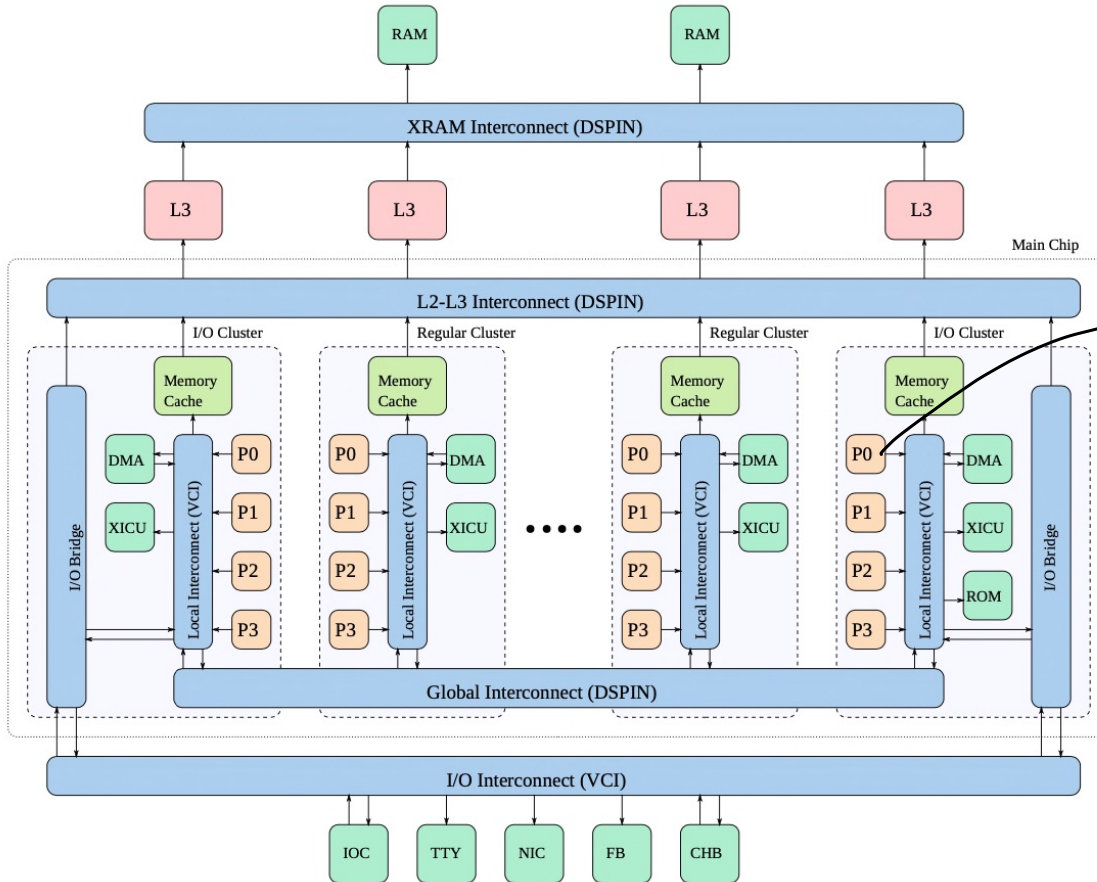 RAM
RAM
XRAM Interconnect (DSPIN)
L3
L3
L3
L3
Main Chip
L2-L3 Interconnect (DSPIN)
I/O Cluster
Regular Cluster
Regular Cluster
I/O Cluster
Memory
Cache
Memory
Cache
Memory
Cache
Memory
Cache
I/O Bridge
DMA
XICU
Local Interconnect (VCI)
P0
P1
P2
P3
P0
P1
P2
P3
Local Interconnect (VCI)
DMA
XICU
P0
P1
P2
P3
Local Interconnect (VCI)
DMA
XICU
P0
P1
P2
P3
Local Interconnect (VCI)
DMA
XICU
ROM
I/O Bridge
Global Interconnect (DSPIN)
I/O Interconnect (VCI)
IOC
TTY
NIC
FB
CHB